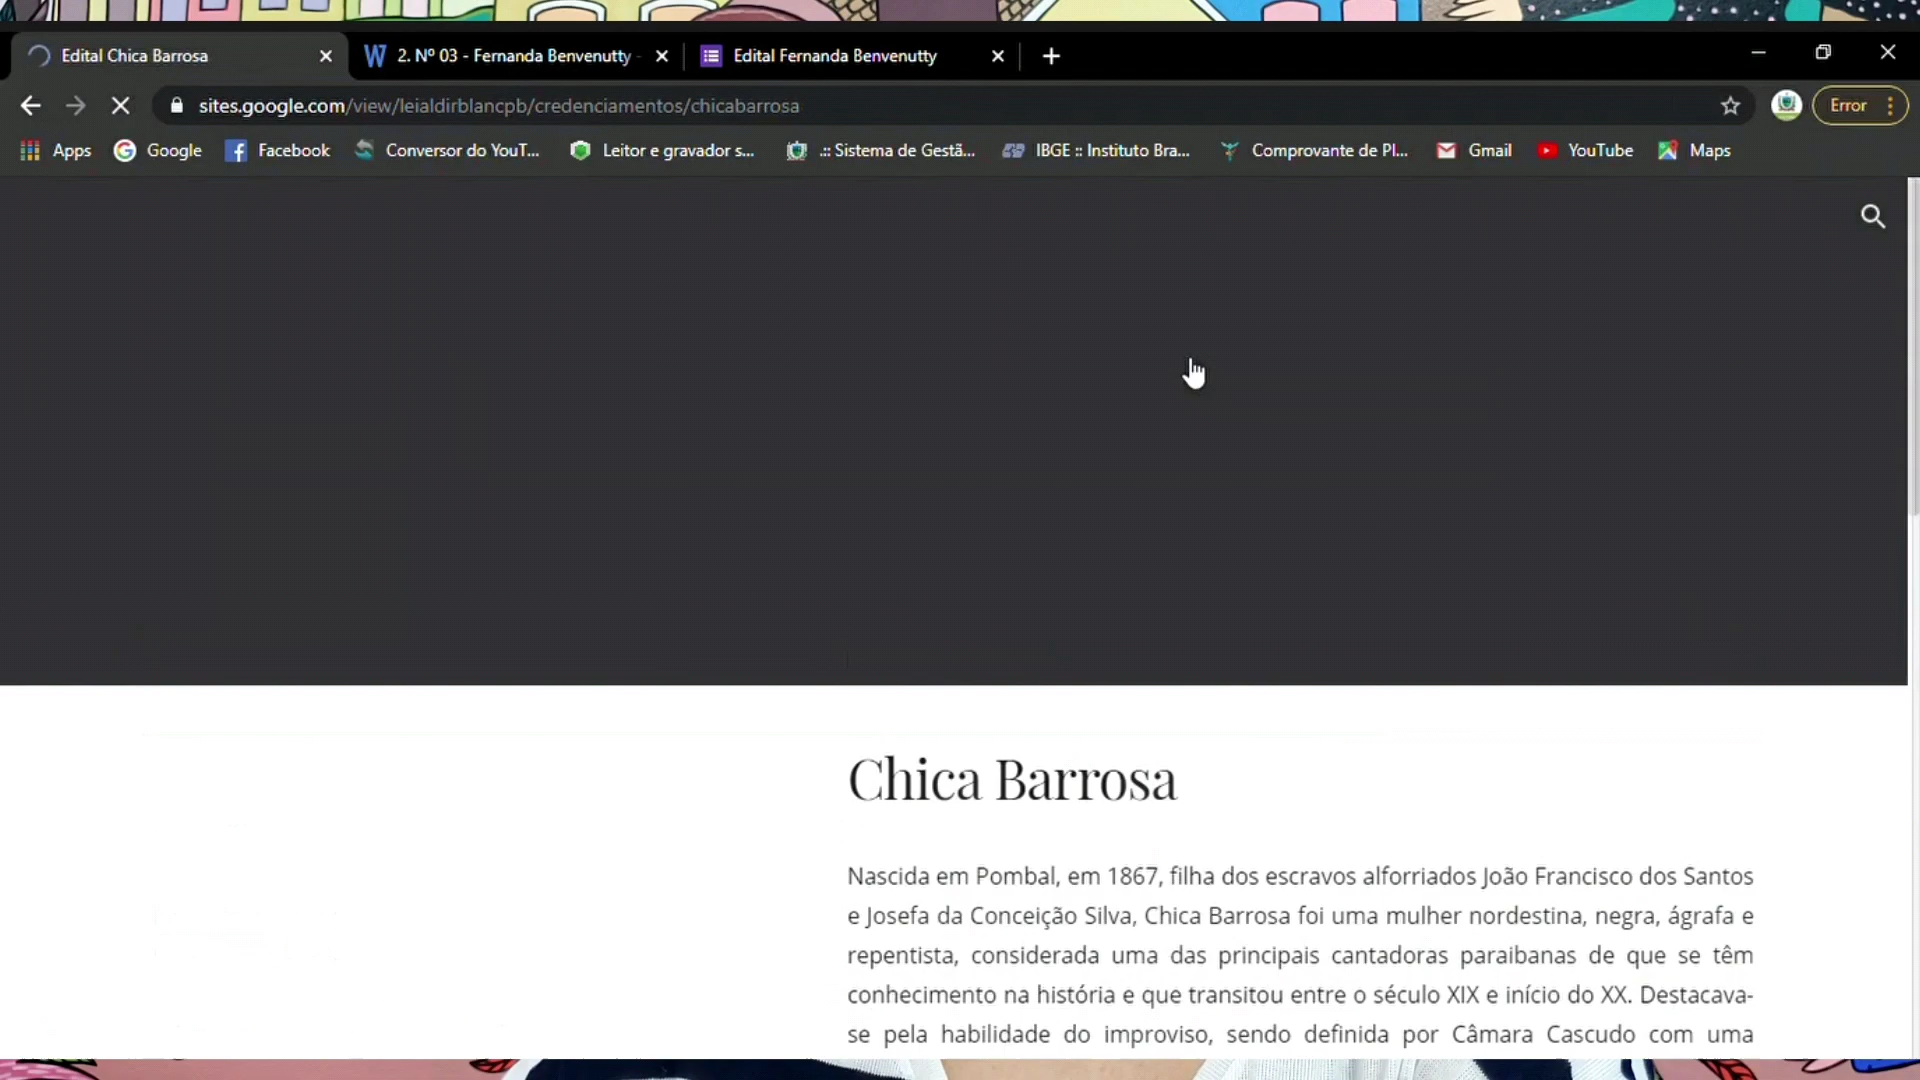 Edital Chica Barrosa
2. Nº 03 - Fernanda Benvenutty -
Edital Fernanda Benvenutty
sites.google.com/view/leialdirblancpb/credenciamentos/chicabarrosa
Error
Apps
Google
Facebook
Conversor do YouT...
Leitor e gravador s...
.:: Sistema de Gestã...
IBGE :: Instituto Bra...
Comprovante de Pl...
Gmail
YouTube
Maps
Chica Barrosa
Nascida em Pombal, em 1867, filha dos escravos alforriados João Francisco dos Santos
e Josefa da Conceição Silva, Chica Barrosa foi uma mulher nordestina, negra, ágrafa e
repentista, considerada uma das principais cantadoras paraibanas de que se têm
conhecimento na história e que transitou entre o século XIX e início do XX. Destacava-
se pela habilidade do improviso, sendo definida por Câmara Cascudo com uma